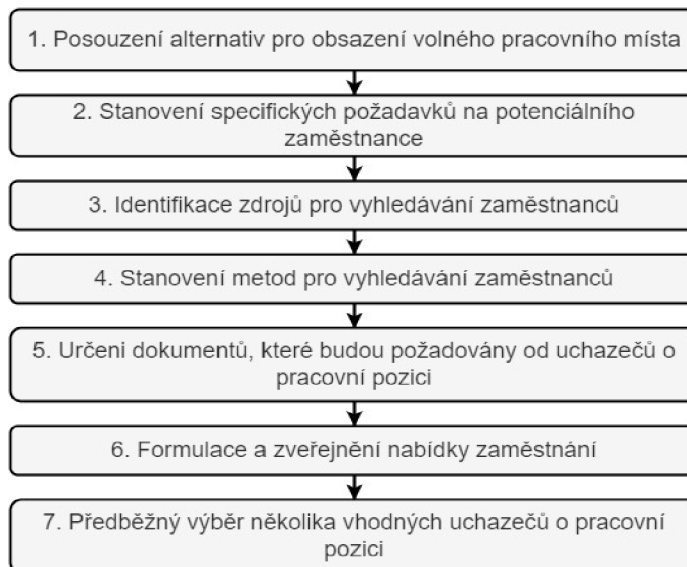 1. Posouzení alternativ pro obsazení volného pracovního místa
2. Stanovení specifických požadavků na potenciálního
zaměstnance
3. Identifikace zdrojů pro vyhledávání zaměstnanců
4. Stanovení metod pro vyhledávání zaměstnanců
5. Určeni dokumentů, které budou požadovány od uchazečů o
pracovní pozici
6. Formulace a zveřejnění nabídky zaměstnání
7. Předběžný výběr několika vhodných uchazečů o pracovní
pozici